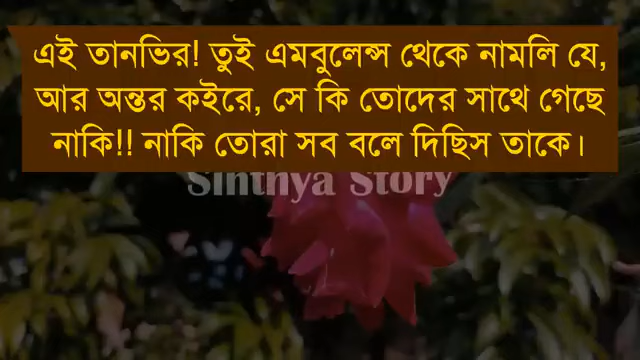 এই তানভির! তুই এমবুলেন্স থেকে নামলি যে,
আর অন্তর কইরে, সে কি তোদের সাথে গেছে
নাকি!! নাকি তোরা সব বলে দিছিস তাকে।
Sinthya Story